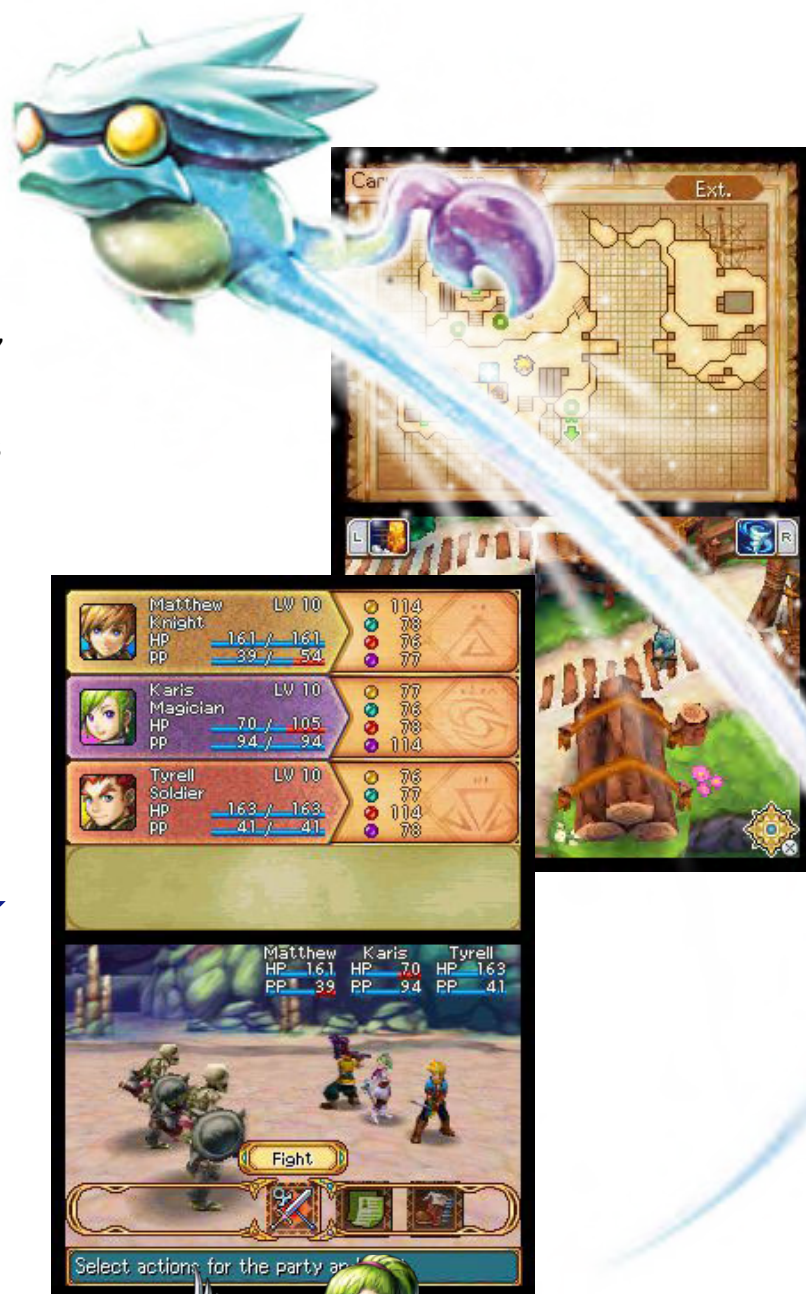 Ext.
L
R
Matthew LV 10
Knight
HP 161 / 161
PP 39 / 54
114
78
76
77
Karis LV 10
Magician
HP 70 / 105
PP 94 / 94
77
76
78
114
Tyrell LV 10
Soldier
HP 163 / 163
PP 41 / 41
76
77
114
78
X
Matthew Karis Tyrell
HP 161 HP 70 HP 163
PP 39 PP 94 PP 41
Fight
Select actions for the party